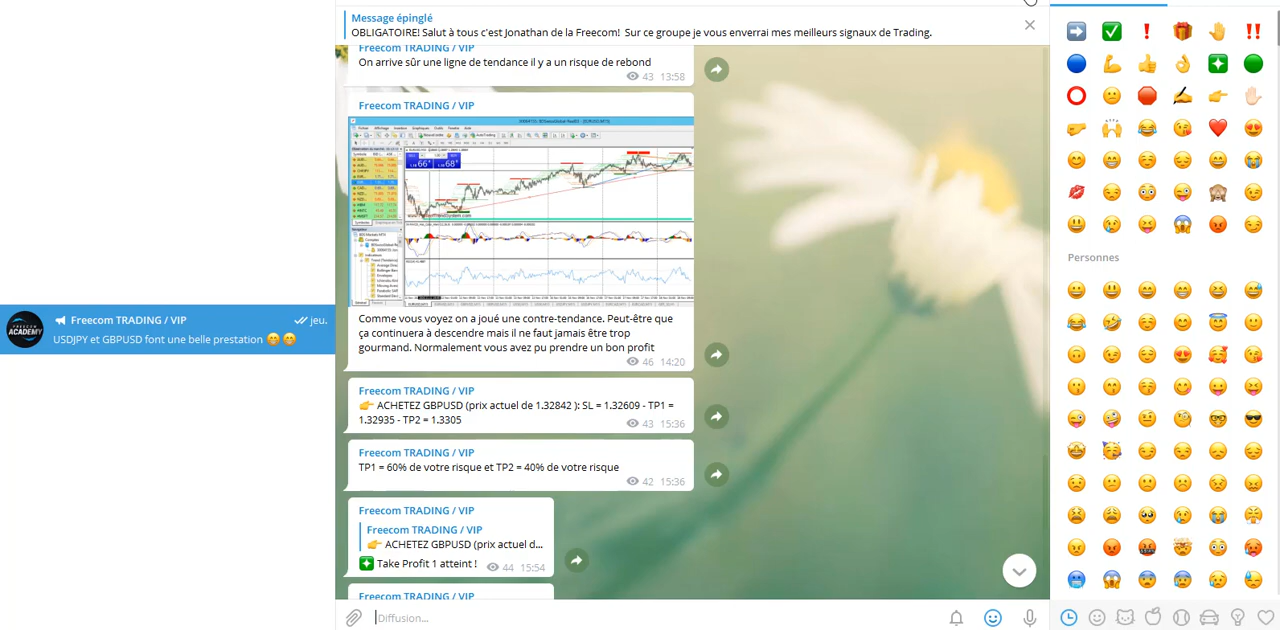 Message épinglé
OBLIGATOIRE! Salut à tous c'est Jonathan de la Freecom! Sur ce groupe je vous enverrai mes meilleurs signaux de Trading.
Freecom TRADING / VIP
On arrive sûr une ligne de tendance il y a un risque de rebond
43 13:58
Freecom TRADING / VIP
Comme vous voyez on a joué une contre-tendance. Peut-être que
ça continuera à descendre mais il ne faut jamais être trop
gourmand. Normalement vous avez pu prendre un bon profit
46 14:20
FREECOM
ACADEMY
Freecom TRADING / VIP
jeu.
USDJPY et GBPUSD font une belle prestation 🤭 🤭
Freecom TRADING / VIP
👉 ACHETEZ GBPUSD (prix actuel de 1.32842 ): SL = 1.32609 - TP1 =
1.32935 - TP2 = 1.3305
43 15:36
Freecom TRADING / VIP
TP1 = 60% de votre risque et TP2 = 40% de votre risque
42 15:36
Freecom TRADING / VIP
Freecom TRADING / VIP
👉 ACHETEZ GBPUSD (prix actuel d...
Take Profit 1 atteint !
44 15:54
Freecom TRADING / VIP
Diffusion...
Personnes